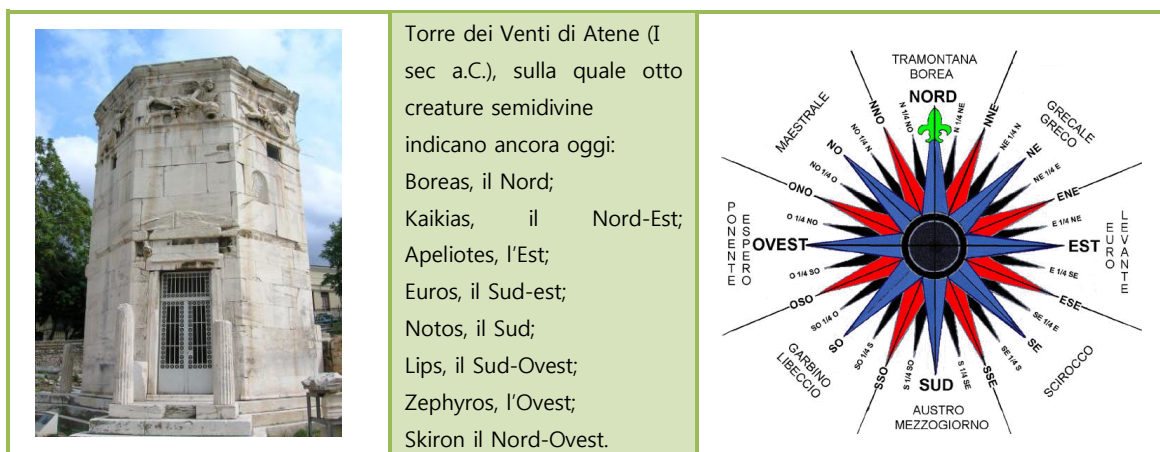 Torre dei Venti di Atene (I
sec a.C.), sulla quale otto
creature semidivine
indicano ancora oggi:
Boreas, il Nord;
Kaikias, il Nord-Est;
Apeliotes, l'Est;
Euros, il Sud-est;
Notos, il Sud;
Lips, il Sud-Ovest;
Zephyros, l'Ovest;
Skiron il Nord-Ovest.
TRAMONTANA
BOREA
NORD
N 1/4 NE
NNE
NE 1/4 N
GRECALE
GRECO
NE
NE 1/4 E
ENE
E 1/4 NE
EST
EURO
LEVANTE
E 1/4 SE
ESE
SE 1/4 E
SE
SCIROCCO
SE 1/4 S
SSE
S 1/4 SE
SUD
AUSTRO
MEZZOGIORNO
S 1/4 SO
SSO
SO 1/4 S
GARBINO
LIBECCIO
SO
SO 1/4 O
OSO
O 1/4 SO
OVEST
PONENTE
ESPERO
O 1/4 NO
ONO
NO 1/4 O
NO
MAESTRALE
NO 1/4 N
NNO
N 1/4 NO